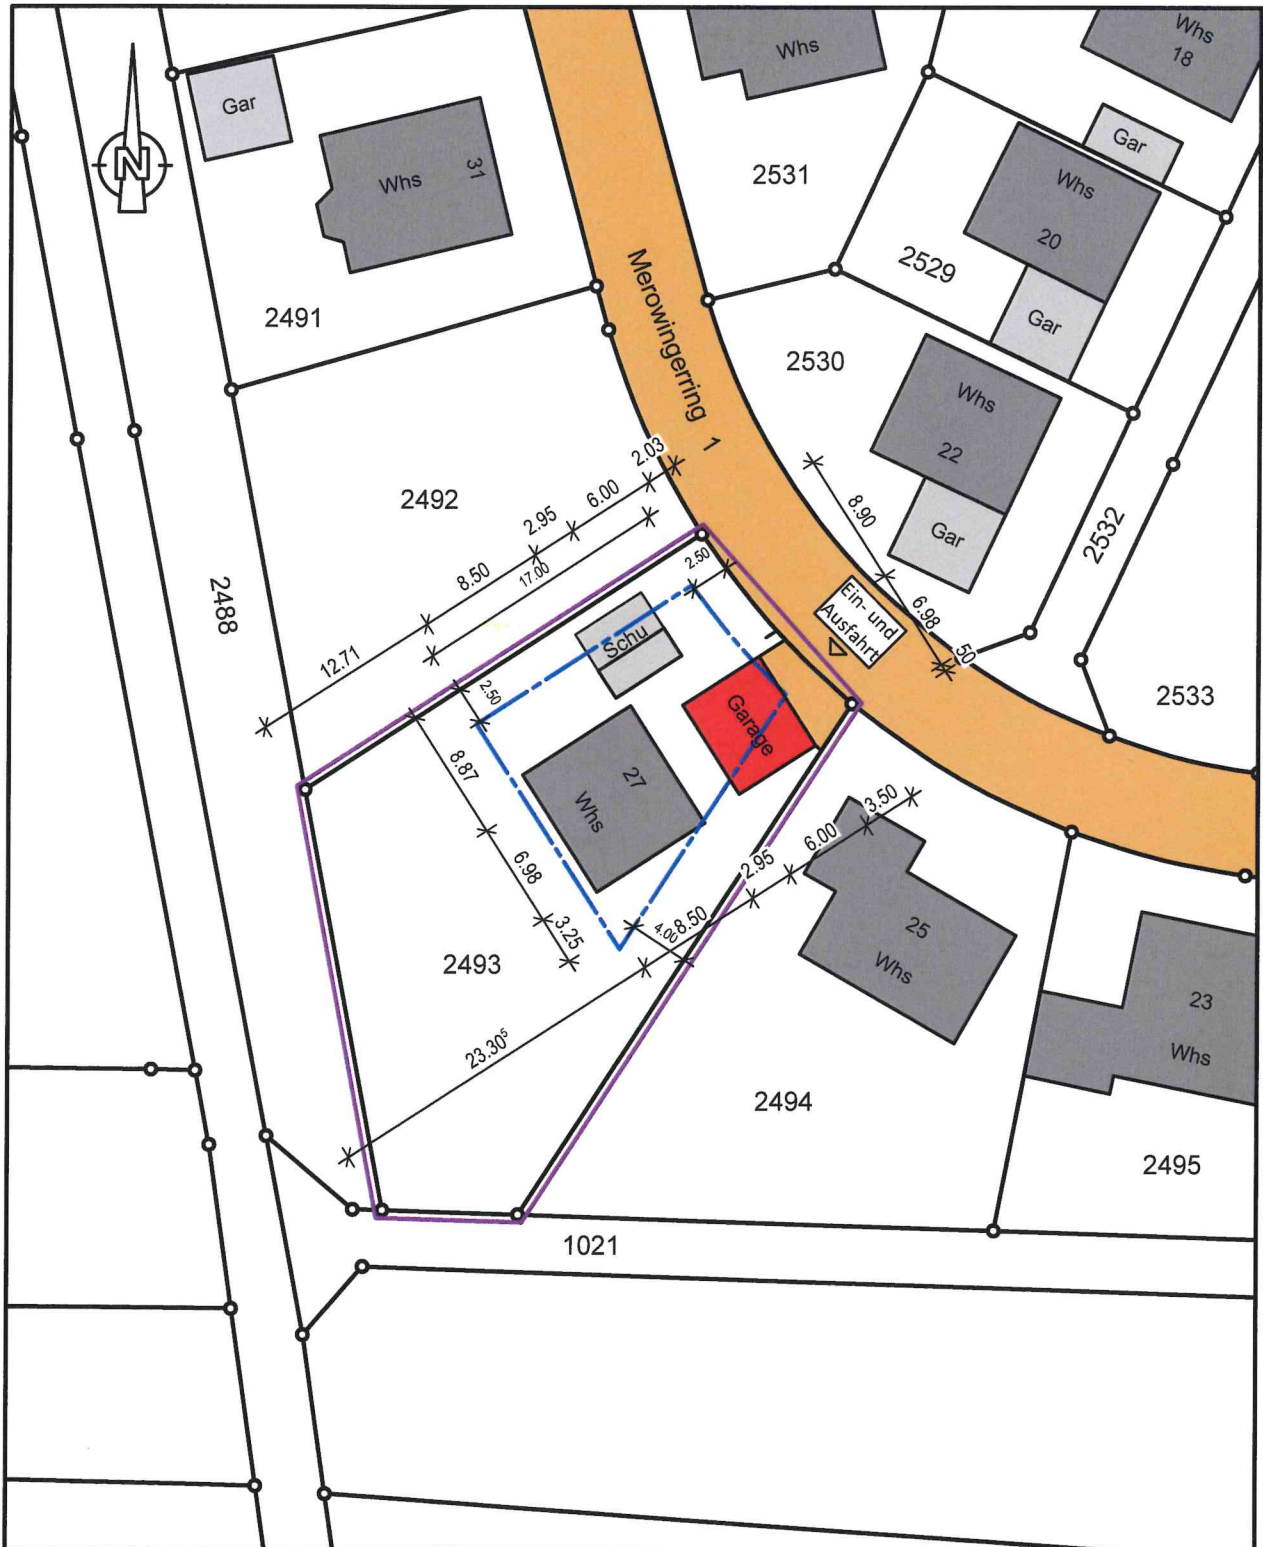 Whs
Whs
18
Gar
N
Whs
31
Gar
2531
Whs
20
2529
2491
Merowingerring 1
Gar
2530
Whs
22
2492
2.03
6.00
2.95
8.50
17.00
12.71
8.90
Gar
2532
2488
2.50
Ein- und
Ausfahrt
6.98
50
Schu
2.50
2533
Garage
8.87
27
Whs
3.50
6.00
2.95
6.98
8.50
4.00
3.25
25
Whs
2493
23.30⁵
23
Whs
2494
2495
1021